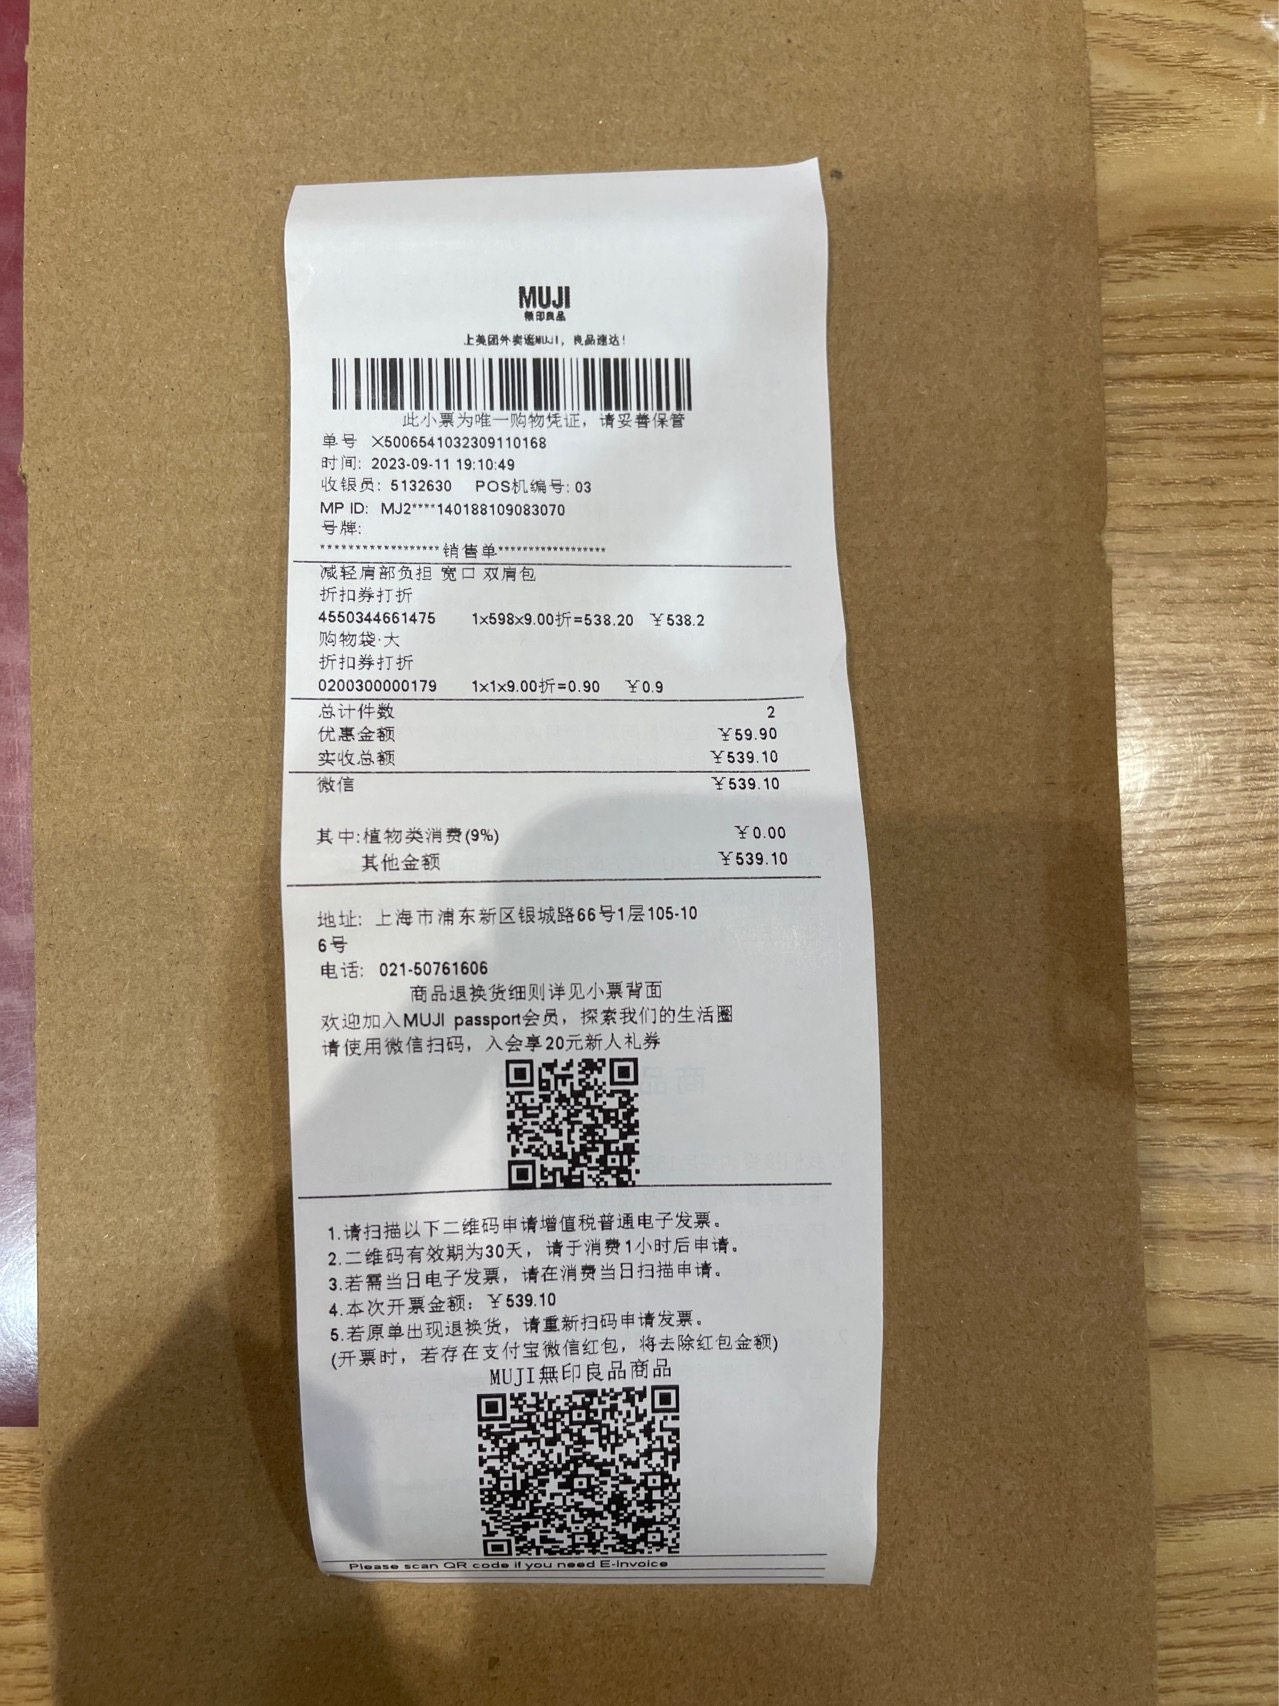 MUJI
無印良品
上美团外卖逛MUJI，良品速达！
此小票为唯一购物凭证，请妥善保管
单号 X5006541032309110168
时间: 2023-09-11 19:10:49
收银员: 5132630 POS机编号: 03
MP ID: MJ2****140188109083070
号牌:
******************销售单******************
减轻肩部负担 宽口 双肩包
折扣券打折
4550344661475 1x598x9.00折=538.20 ￥538.2
购物袋·大
折扣券打折
0200300000179 1x1x9.00折=0.90 ￥0.9
总计件数 2
优惠金额 ￥59.90
实收总额 ￥539.10
微信 ￥539.10
其中:植物类消费(9%) ￥0.00
其他金额 ￥539.10
地址: 上海市浦东新区银城路66号1层105-10
6号
电话: 021-50761606
商品退换货细则详见小票背面
欢迎加入MUJI passport会员，探索我们的生活圈
请使用微信扫码，入会享20元新人礼券
1.请扫描以下二维码申请增值税普通电子发票。
2.二维码有效期为30天，请于消费1小时后申请。
3.若需当日电子发票，请在消费当日扫描申请。
4.本次开票金额: ￥539.10
5.若原单出现退换货，请重新扫码申请发票。
(开票时，若存在支付宝微信红包，将去除红包金额)
MUJI無印良品商品
Please scan QR code if you need E-Invoice